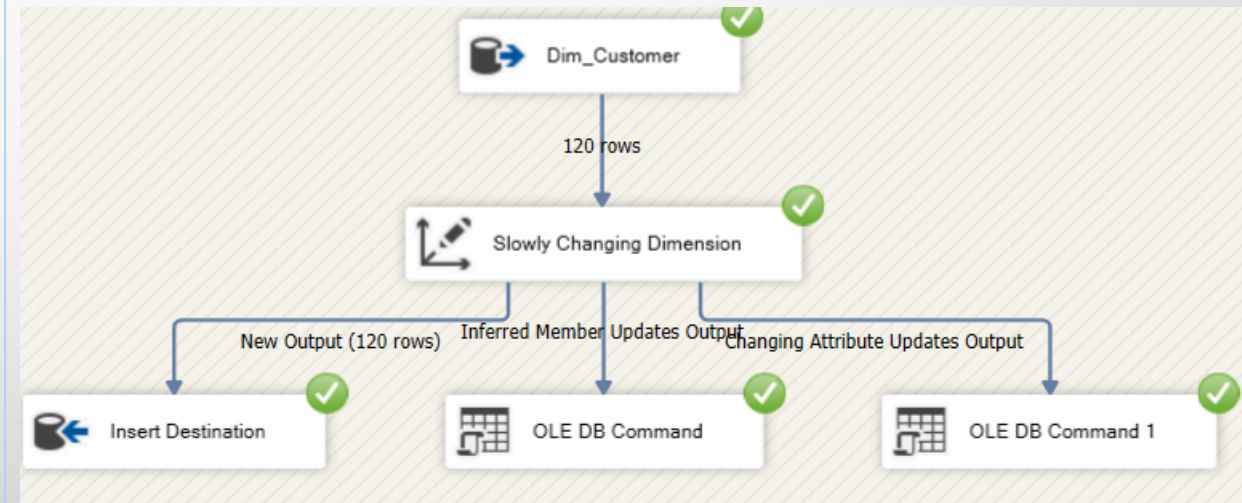 Dim_Customer
120 rows
Slowly Changing Dimension
New Output (120 rows)
Inferred Member Updates Output
Changing Attribute Updates Output
Insert Destination
OLE DB Command
OLE DB Command 1